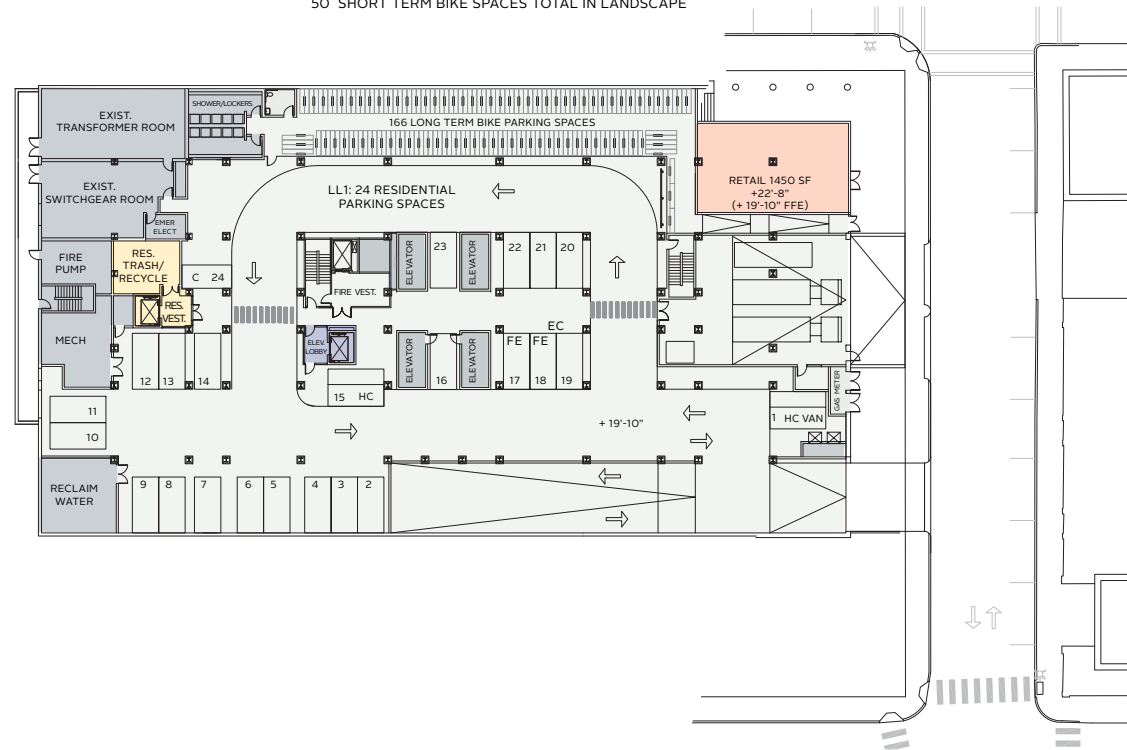 50 SHORT TERM BIKE SPACES TOTAL IN LANDSCAPE
EXIST.
TRANSFORMER ROOM
SHOWER/LOCKERS
166 LONG TERM BIKE PARKING SPACES
EXIST.
SWITCHGEAR ROOM
EMER
ELECT
LL1: 24 RESIDENTIAL
PARKING SPACES
RETAIL 1450 SF
+22'-8"
(+ 19'-10" FFE)
FIRE
PUMP
RES.
TRASH/
RECYCLE
C 24
RES.
VEST.
FIRE VEST.
ELEVATOR
23
ELEVATOR
22
21
20
MECH
ELEV.
LOBBY
EC
FE
FE
12
13
14
ELEVATOR
16
ELEVATOR
17
18
19
15 HC
11
10
+ 19'-10"
1 HC VAN
GAS METER
RECLAIM
WATER
9
8
7
6
5
4
3
2